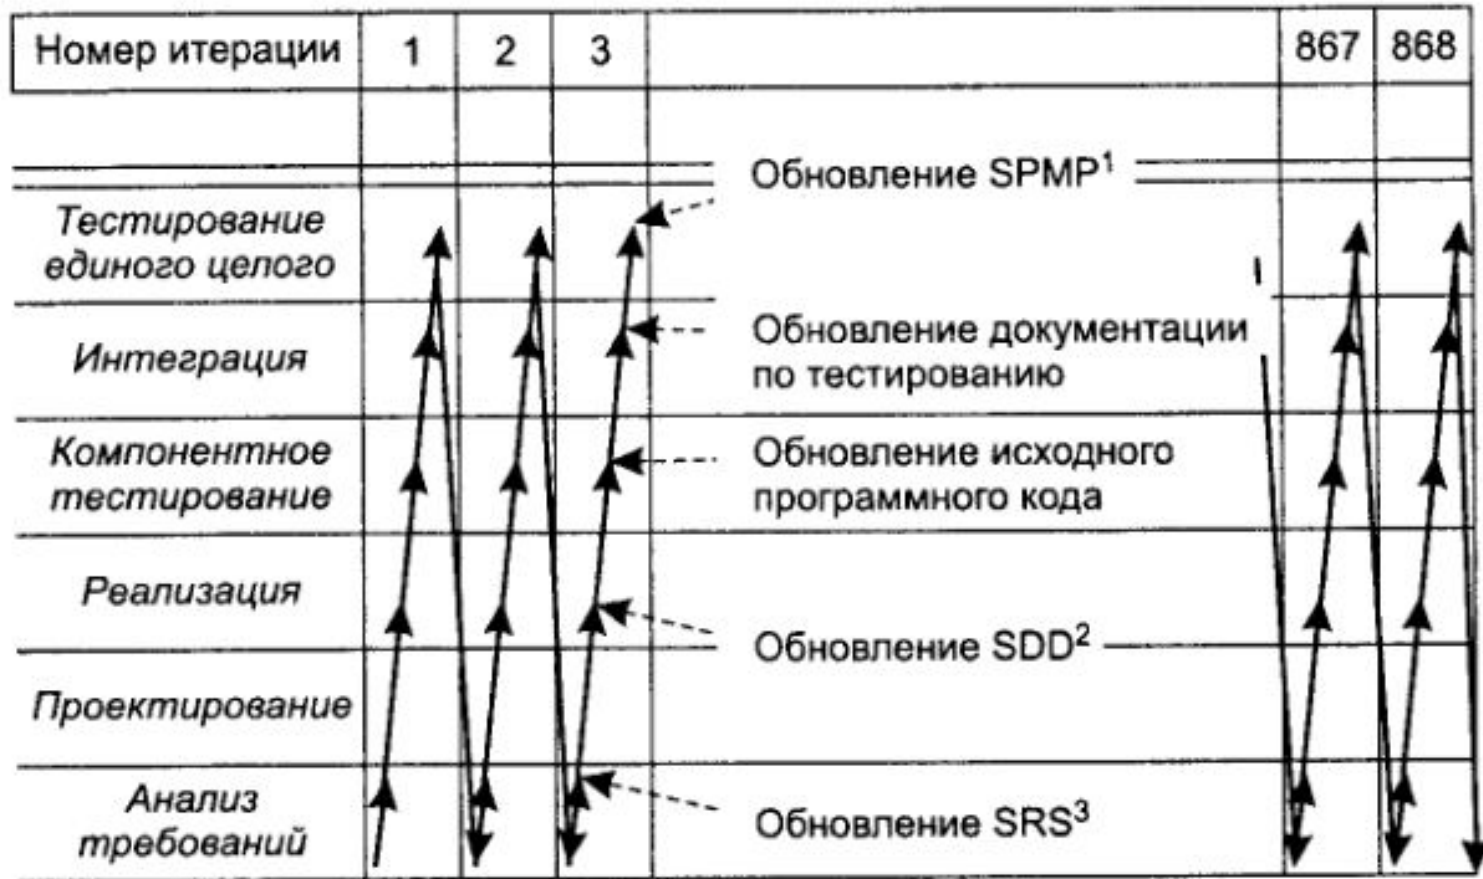 Номер итерации 1 2 3 867 868
Обновление SPMP¹
Тестирование
единого целого
Обновление документации
по тестированию
Интеграция
Компонентное
тестирование
Обновление исходного
программного кода
Реализация
Обновление SDD²
Проектирование
Анализ
требований
Обновление SRS³